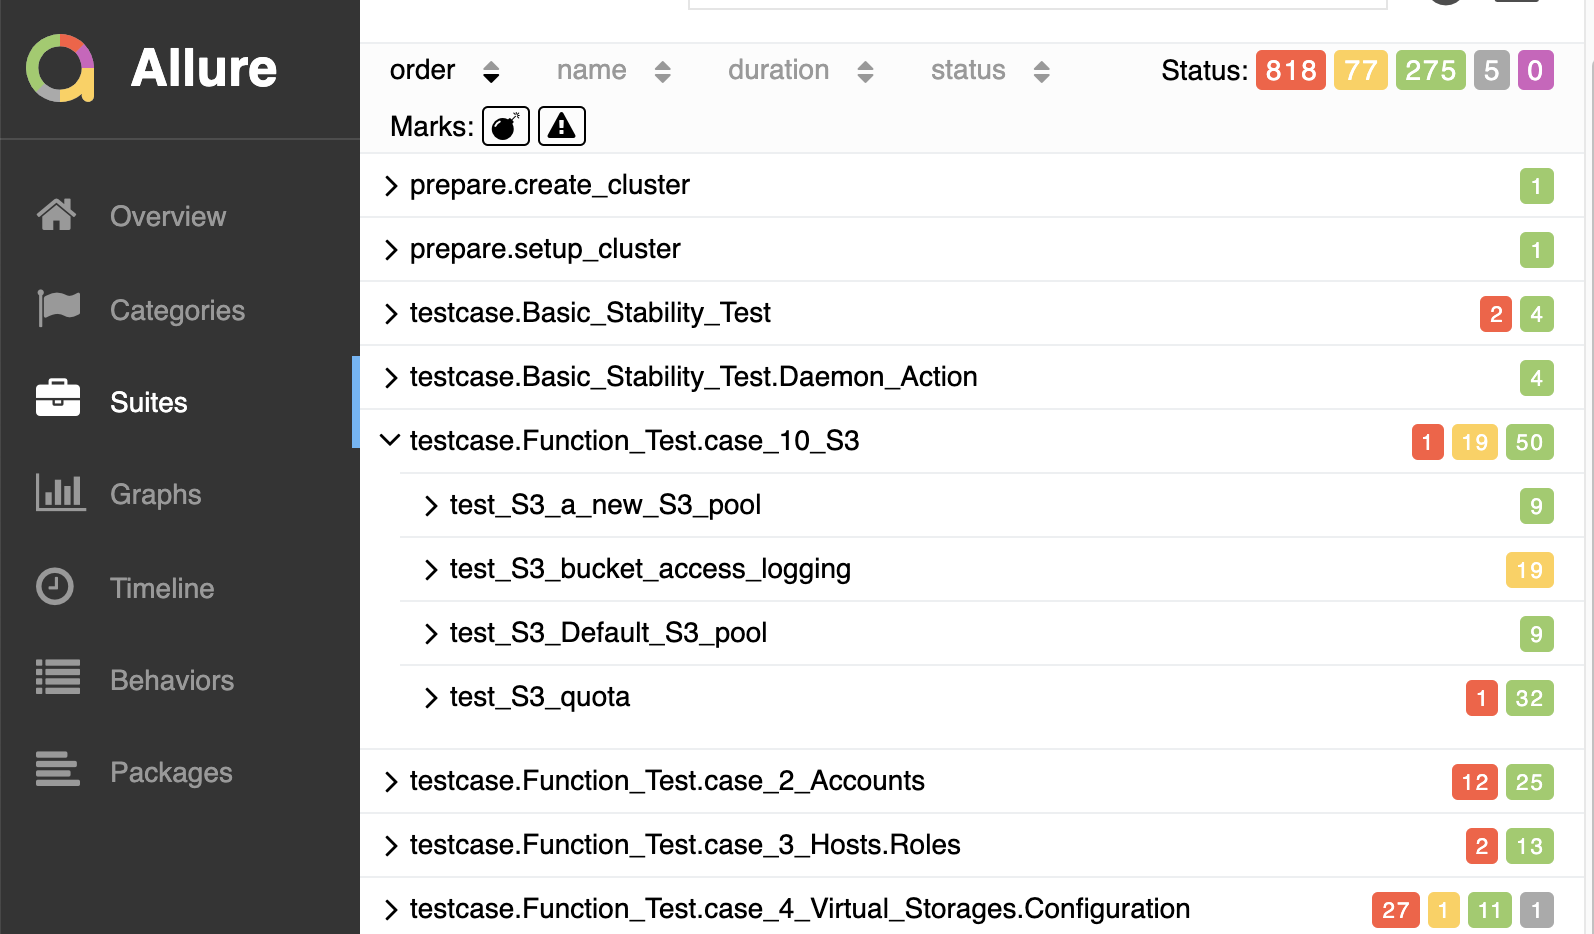 Allure
Overview
Categories
Suites
Graphs
Timeline
Behaviors
Packages
order name duration status Status: 818 77 275 5 0
Marks:
prepare.create_cluster 1
prepare.setup_cluster 1
testcase.Basic_Stability_Test 2 4
testcase.Basic_Stability_Test.Daemon_Action 4
testcase.Function_Test.case_10_S3 1 19 50
test_S3_a_new_S3_pool 9
test_S3_bucket_access_logging 19
test_S3_Default_S3_pool 9
test_S3_quota 1 32
testcase.Function_Test.case_2_Accounts 12 25
testcase.Function_Test.case_3_Hosts.Roles 2 13
testcase.Function_Test.case_4_Virtual_Storages.Configuration 27 1 11 1